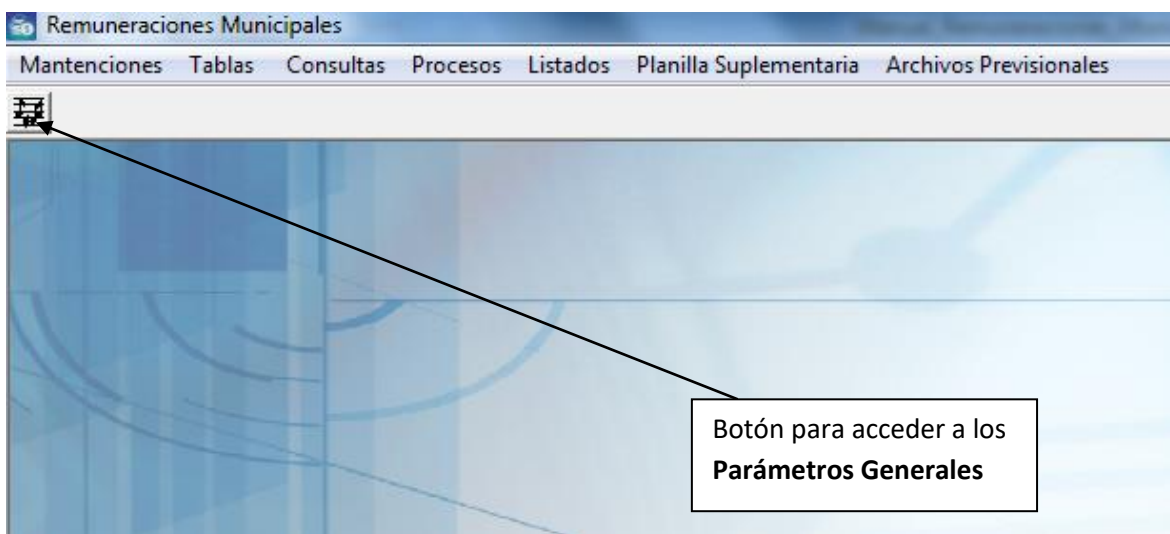 Remuneraciones Municipales
Mantenciones Tablas Consultas Procesos Listados Planilla Suplementaria Archivos Previsionales
Botón para acceder a los
Parámetros Generales